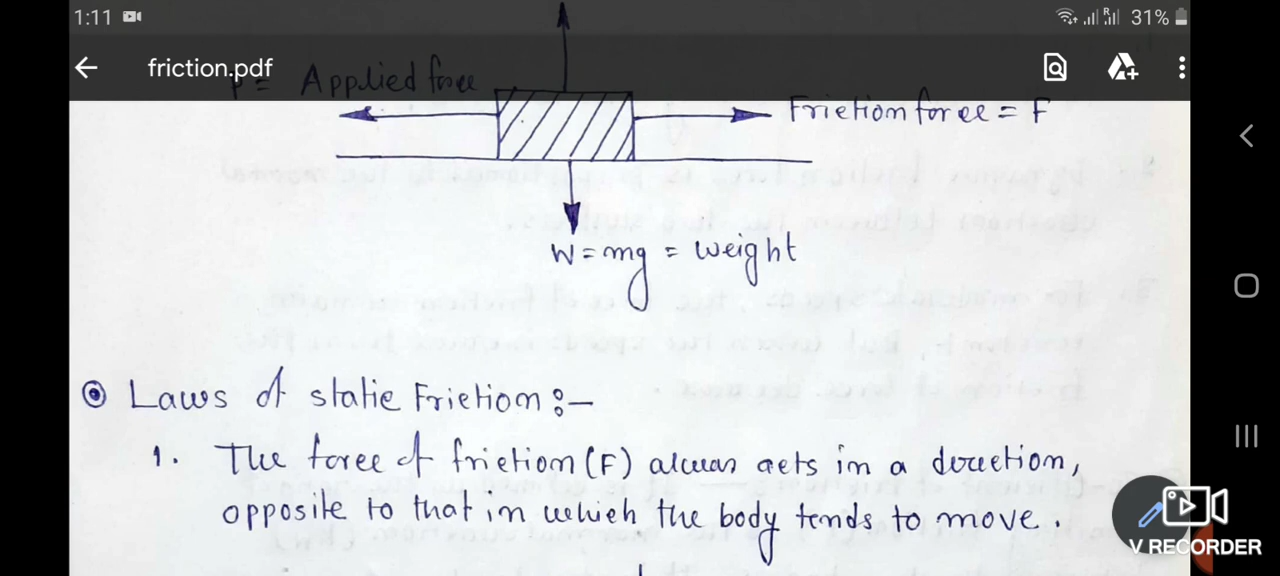 1:11 31%
friction.pdf
P = Applied force
Friction force = F
W = mg = weight
Laws of static Friction :-
1. The force of friction (F) alwas acts in a direction,
opposite to that in which the body tends to move.
V RECORDER